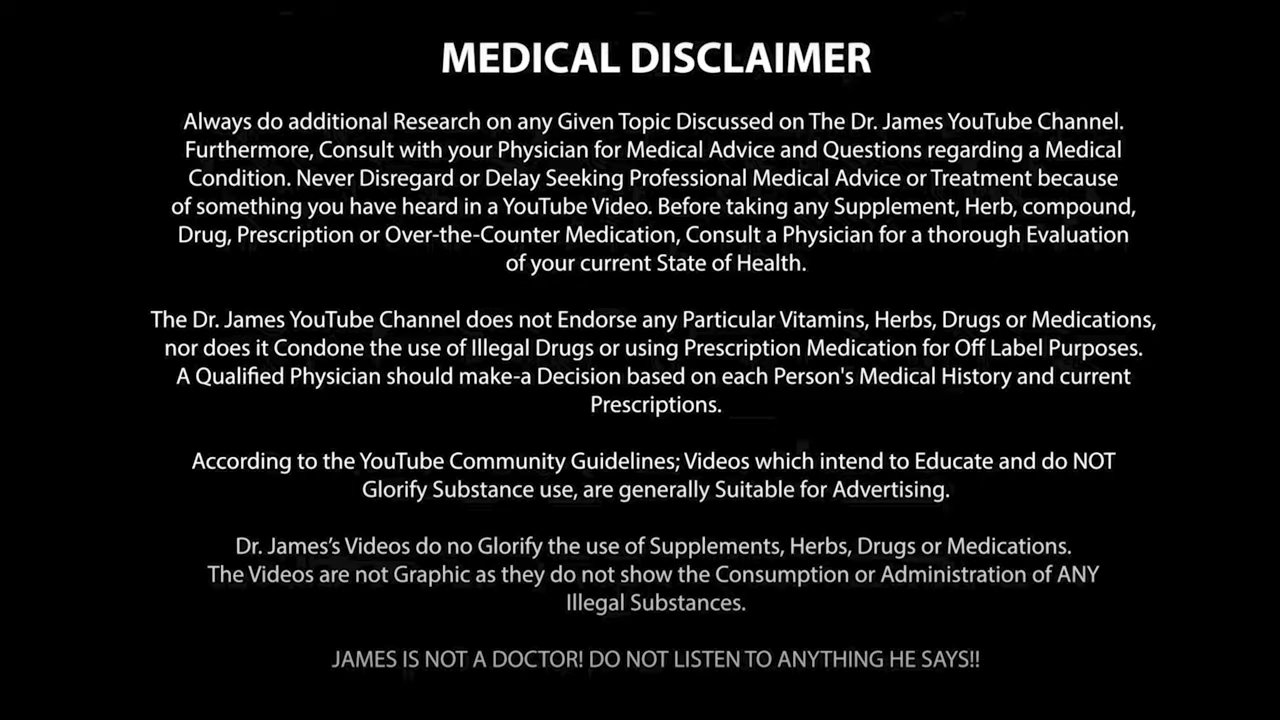 MEDICAL DISCLAIMER
Always do additional Research on any Given Topic Discussed on The Dr. James YouTube Channel.
Furthermore, Consult with your Physician for Medical Advice and Questions regarding a Medical
Condition. Never Disregard or Delay Seeking Professional Medical Advice or Treatment because
of something you have heard in a YouTube Video. Before taking any Supplement, Herb, compound,
Drug, Prescription or Over-the-Counter Medication, Consult a Physician for a thorough Evaluation
of your current State of Health.
The Dr. James YouTube Channel does not Endorse any Particular Vitamins, Herbs, Drugs or Medications,
nor does it Condone the use of Illegal Drugs or using Prescription Medication for Off Label Purposes.
A Qualified Physician should make-a Decision based on each Person's Medical History and current
Prescriptions.
According to the YouTube Community Guidelines; Videos which intend to Educate and do NOT
Glorify Substance use, are generally Suitable for Advertising.
Dr. James’s Videos do no Glorify the use of Supplements, Herbs, Drugs or Medications.
The Videos are not Graphic as they do not show the Consumption or Administration of ANY
Illegal Substances.
JAMES IS NOT A DOCTOR! DO NOT LISTEN TO ANYTHING HE SAYS!!